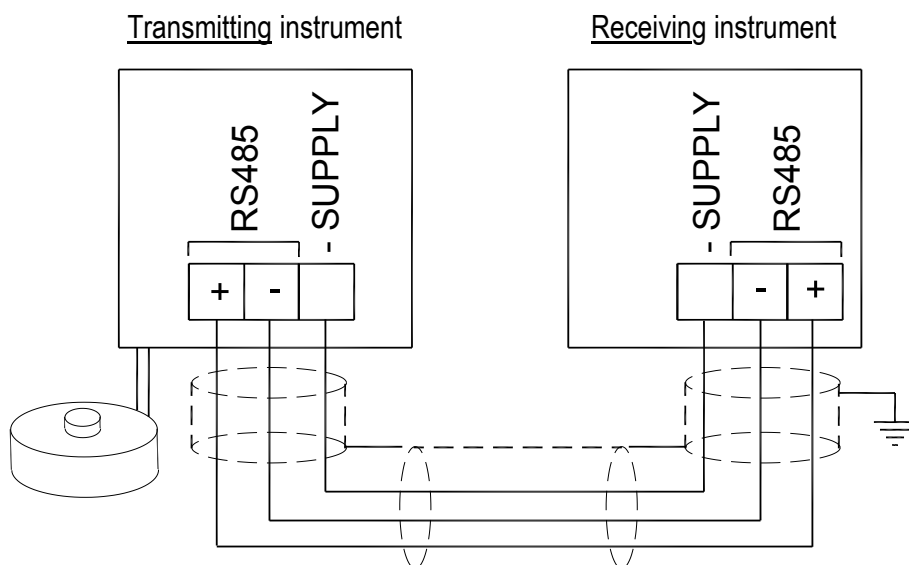 Transmitting instrument
Receiving instrument
RS485
- SUPPLY
- SUPPLY
RS485
+
-
-
+